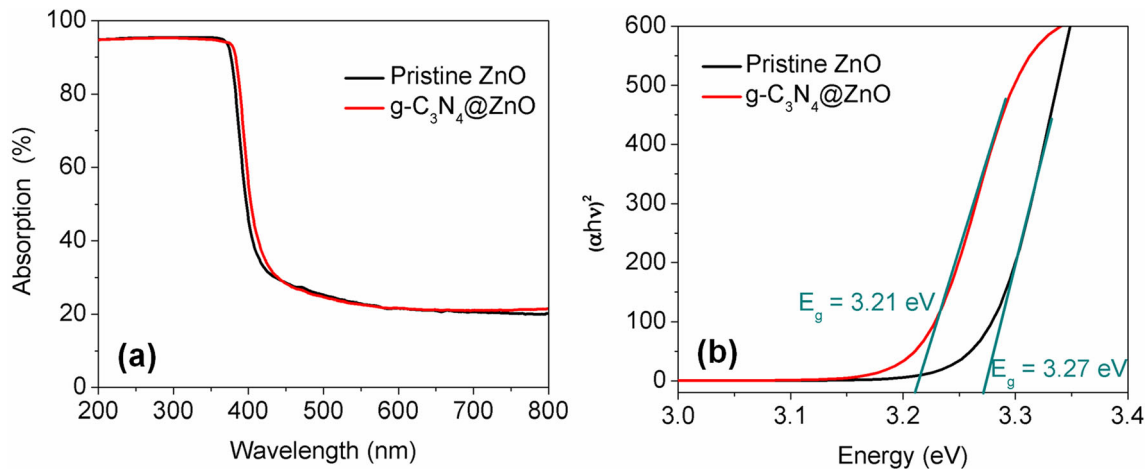 100
80
60
40
20
0
Absorption (%)
Pristine ZnO
g-C₃N₄@ZnO
(a)
200 300 400 500 600 700 800
Wavelength (nm)
600
500
400
300
200
100
0
(αhν)²
Pristine ZnO
g-C₃N₄@ZnO
E_g = 3.21 eV
E_g = 3.27 eV
(b)
3.0 3.1 3.2 3.3 3.4
Energy (eV)